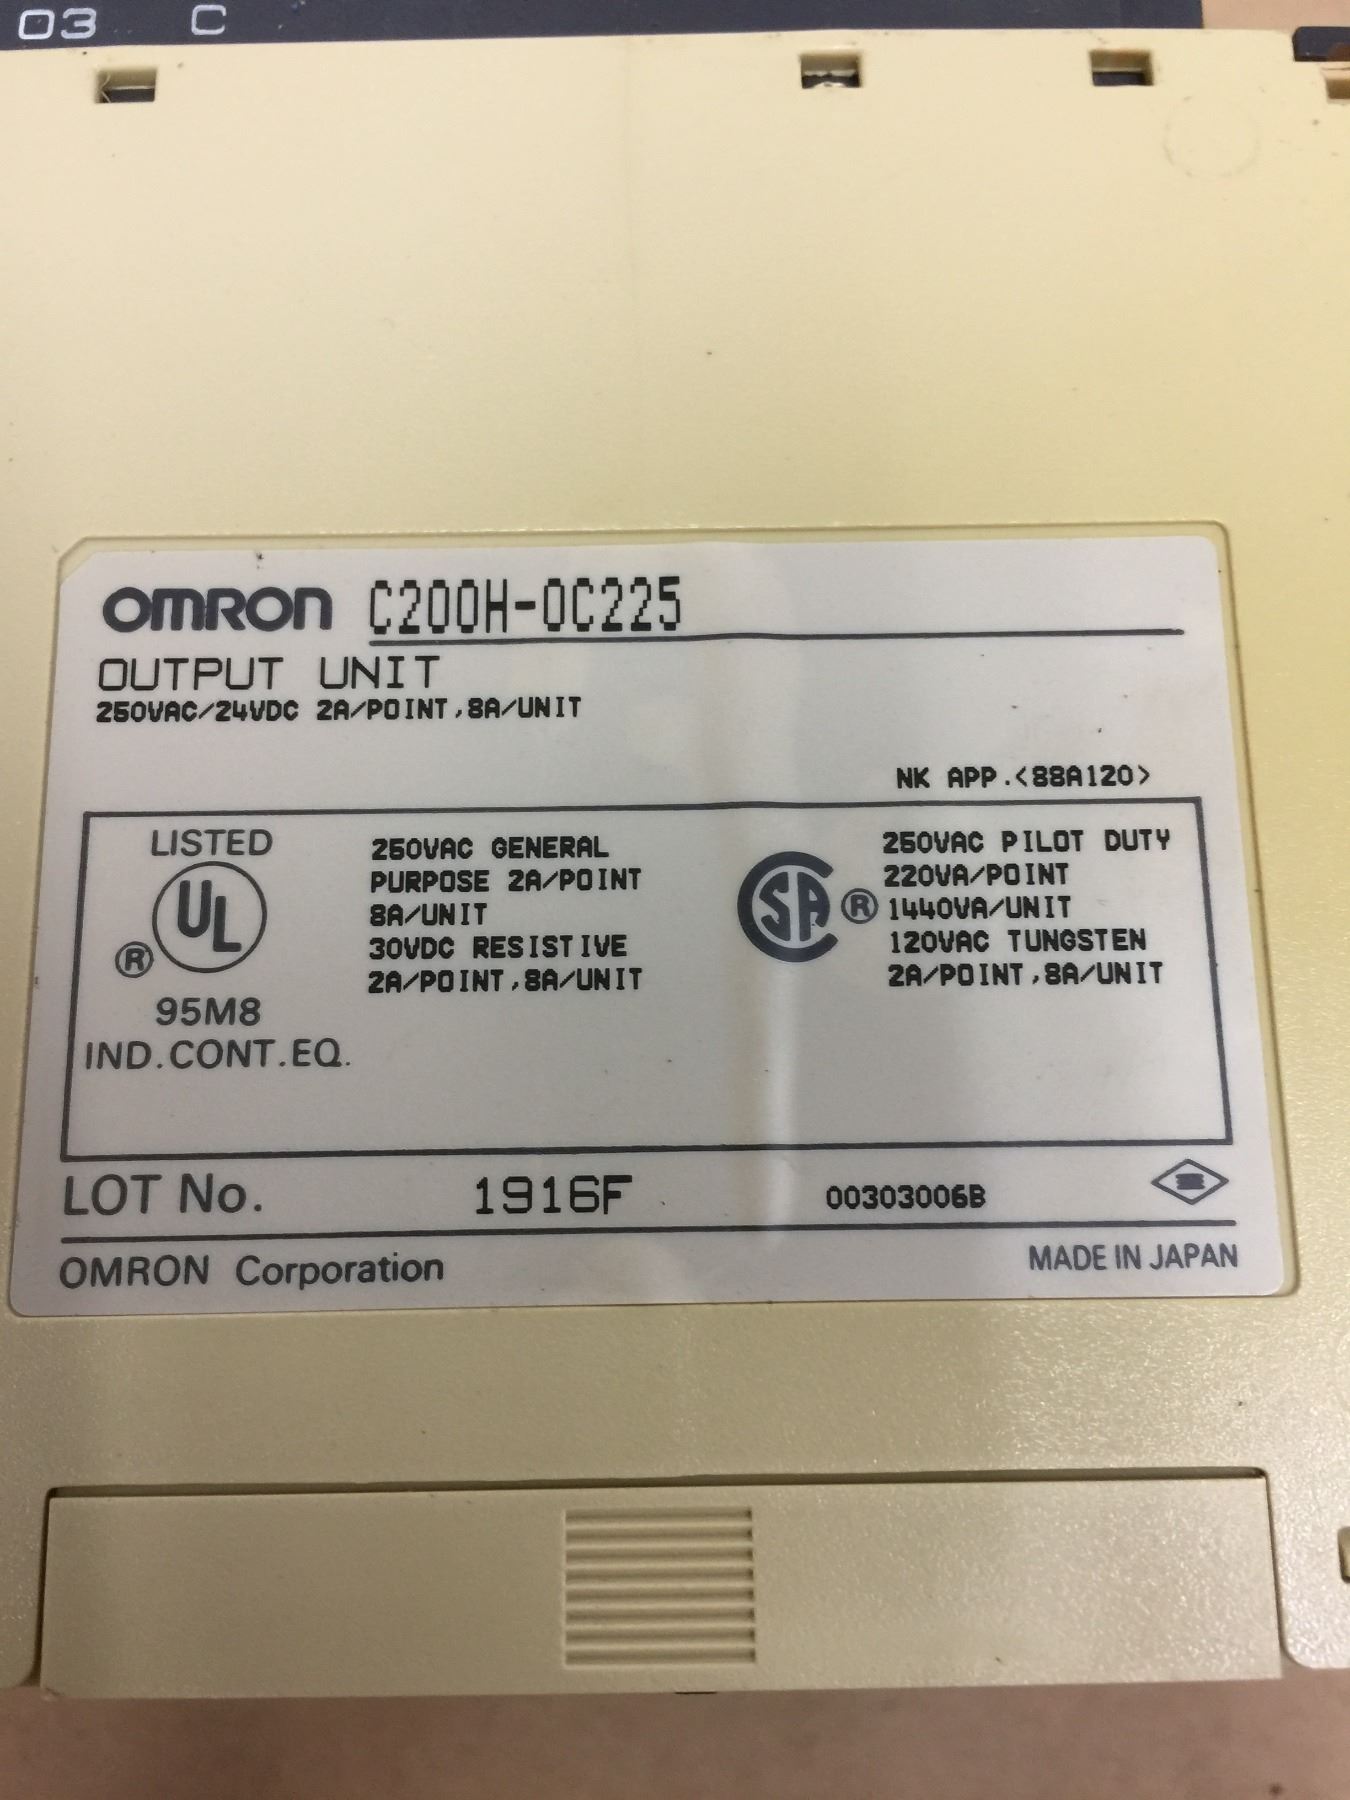 03 C
OMRON C200H-OC225
OUTPUT UNIT
250VAC/24VDC 2A/POINT,8A/UNIT
NK APP.<88A120>
LISTED
UL
®
95M8
IND.CONT.EQ.
250VAC GENERAL
PURPOSE 2A/POINT
8A/UNIT
30VDC RESISTIVE
2A/POINT,8A/UNIT
CSA ®
250VAC PILOT DUTY
220VA/POINT
1440VA/UNIT
120VAC TUNGSTEN
2A/POINT,8A/UNIT
LOT No. 1916F 00303006B
OMRON Corporation MADE IN JAPAN